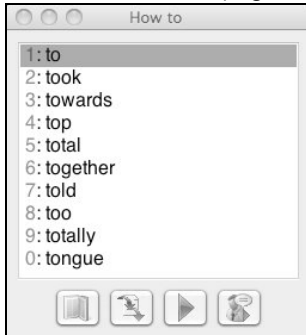 How to
1: to
2: took
3: towards
4: top
5: total
6: together
7: told
8: too
9: totally
0: tongue